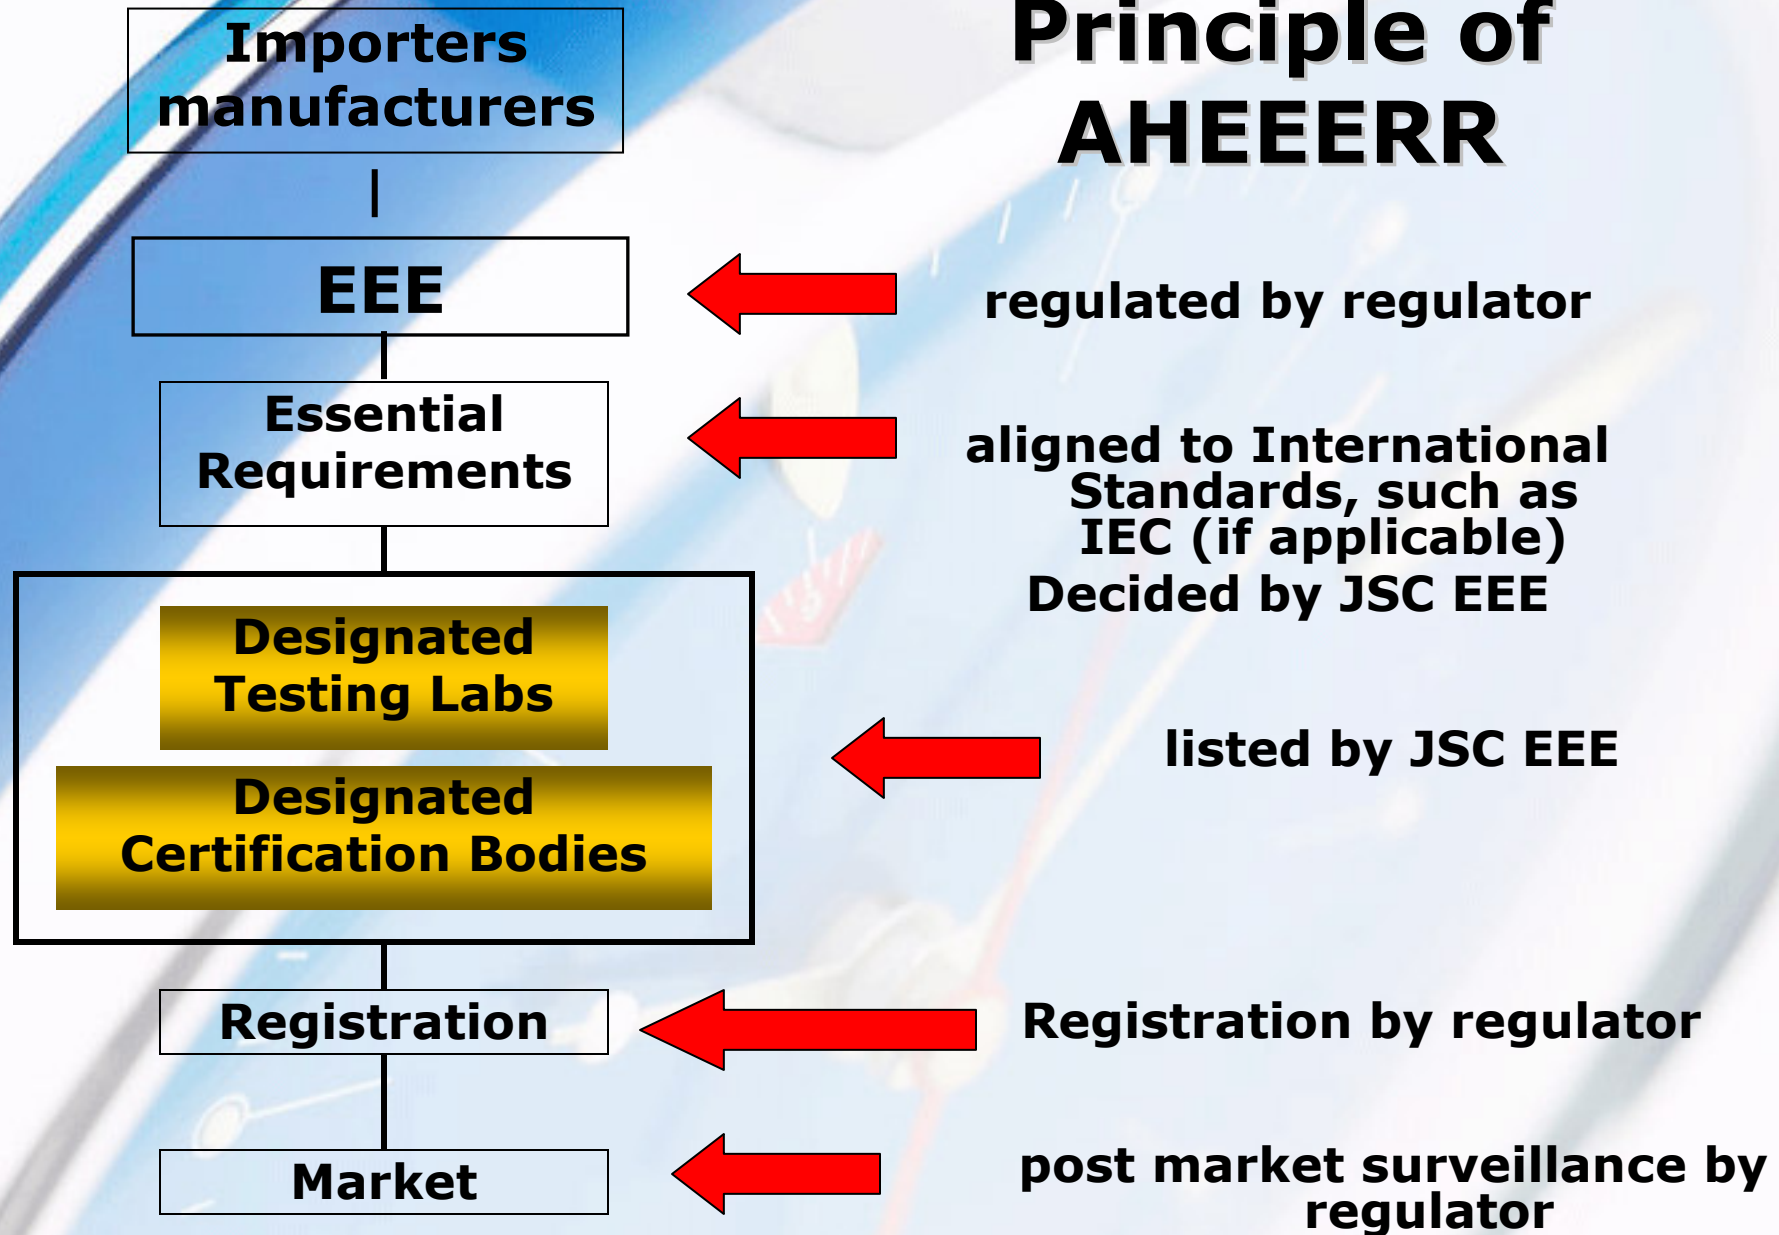 Principle of
AHEEERR
Importers
manufacturers
EEE
regulated by regulator
Essential
Requirements
aligned to International
Standards, such as
IEC (if applicable)
Decided by JSC EEE
Designated
Testing Labs
Designated
Certification Bodies
listed by JSC EEE
Registration
Registration by regulator
Market
post market surveillance by
regulator